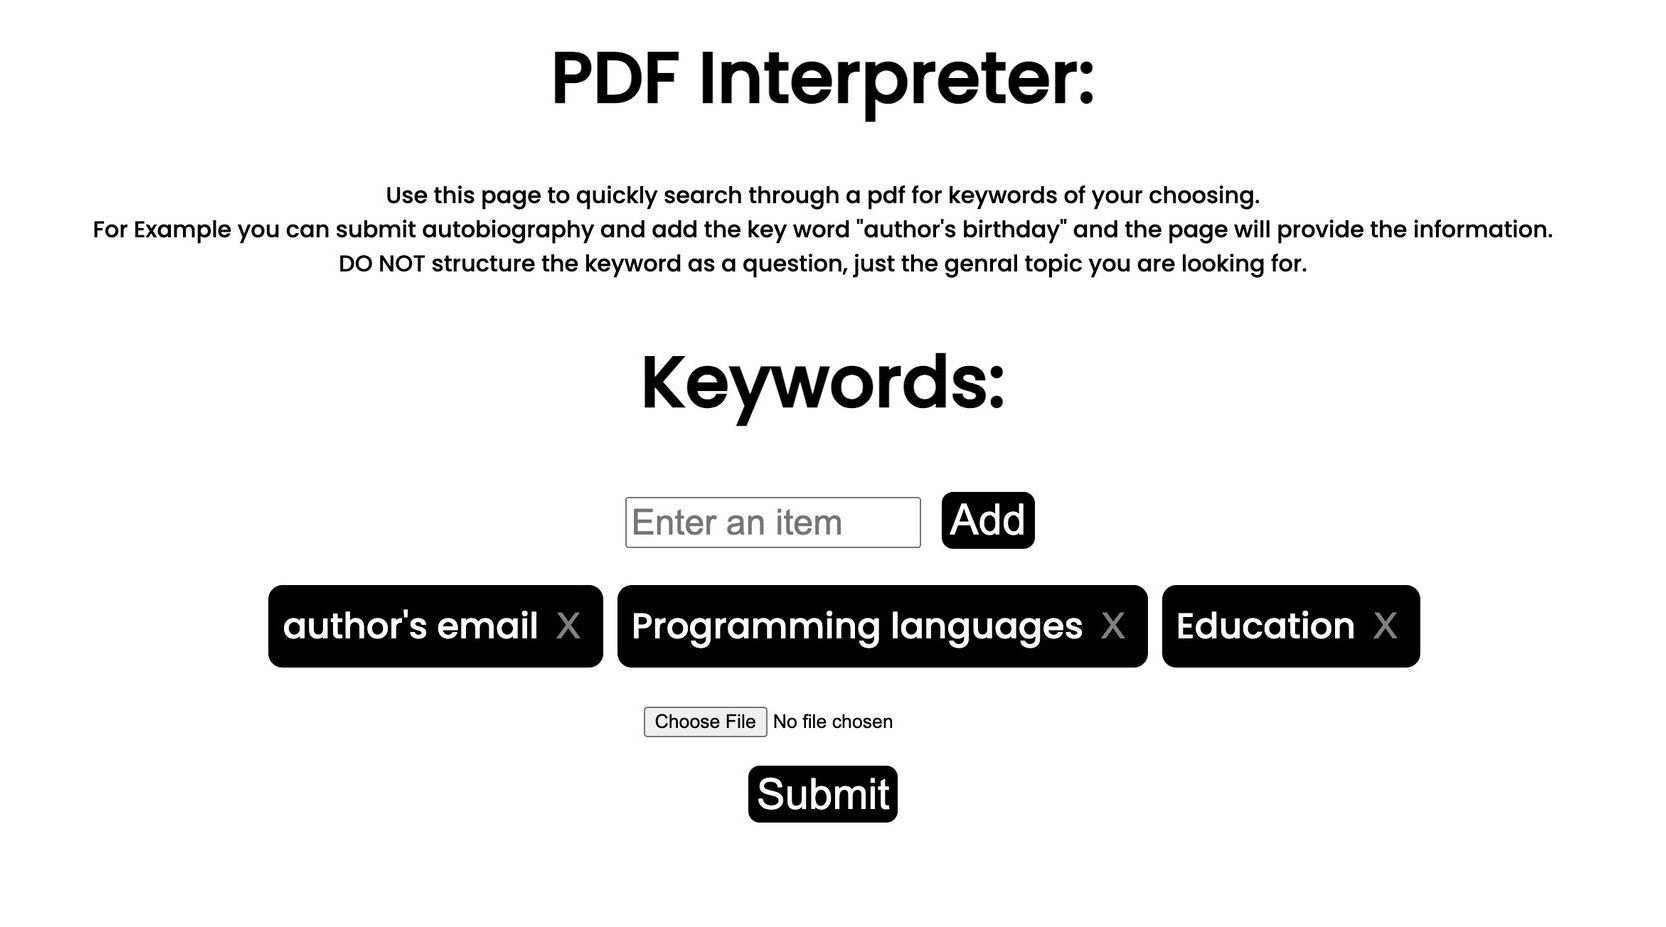 PDF Interpreter:
Use this page to quickly search through a pdf for keywords of your choosing.
For Example you can submit autobiography and add the key word "author's birthday" and the page will provide the information.
DO NOT structure the keyword as a question, just the genral topic you are looking for.
Keywords:
Enter an item Add
author's email X Programming languages X Education X
Choose File No file chosen
Submit